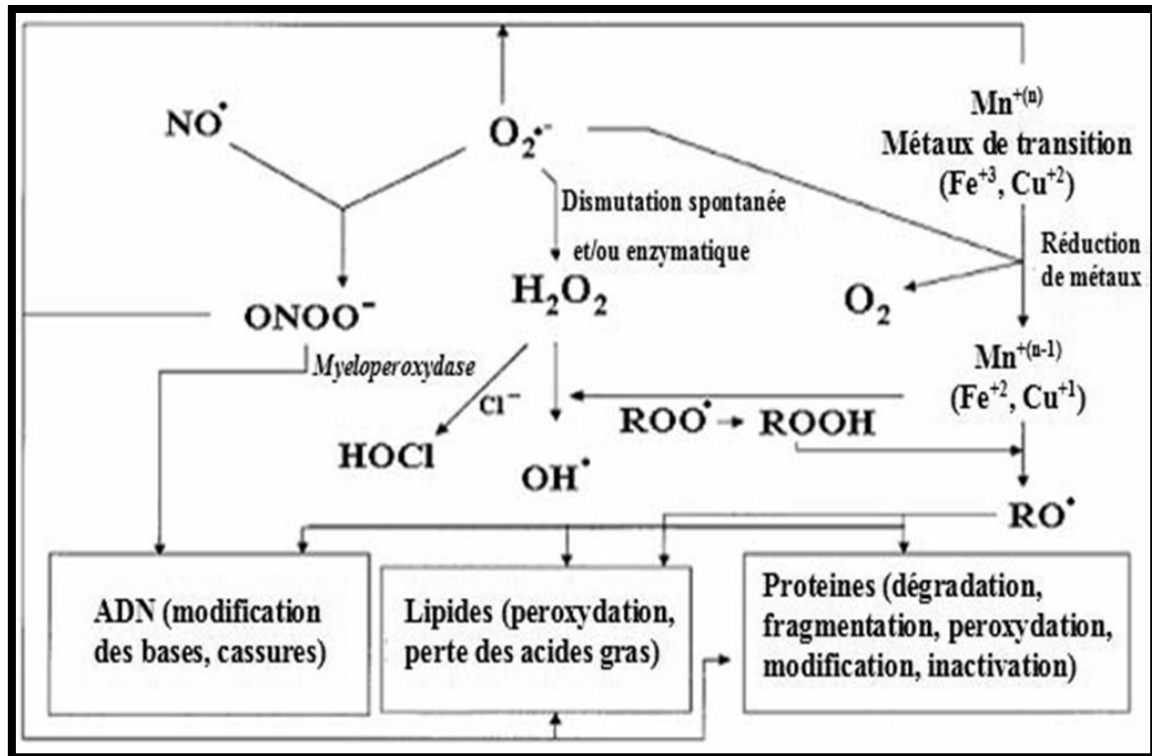 NO•
O₂•⁻
Mn⁺⁽ⁿ⁾
Métaux de transition
(Fe⁺³, Cu⁺²)
Dismutation spontanée
et/ou enzymatique
Réduction
de métaux
H₂O₂
O₂
ONOO⁻
Myeloperoxydase
Cl⁻
Mn⁺⁽ⁿ⁻¹⁾
(Fe⁺², Cu⁺¹)
ROO• → ROOH
HOCl
OH•
RO•
ADN (modification
des bases, cassures)
Lipides (peroxydation,
perte des acides gras)
Proteines (dégradation,
fragmentation, peroxydation,
modification, inactivation)